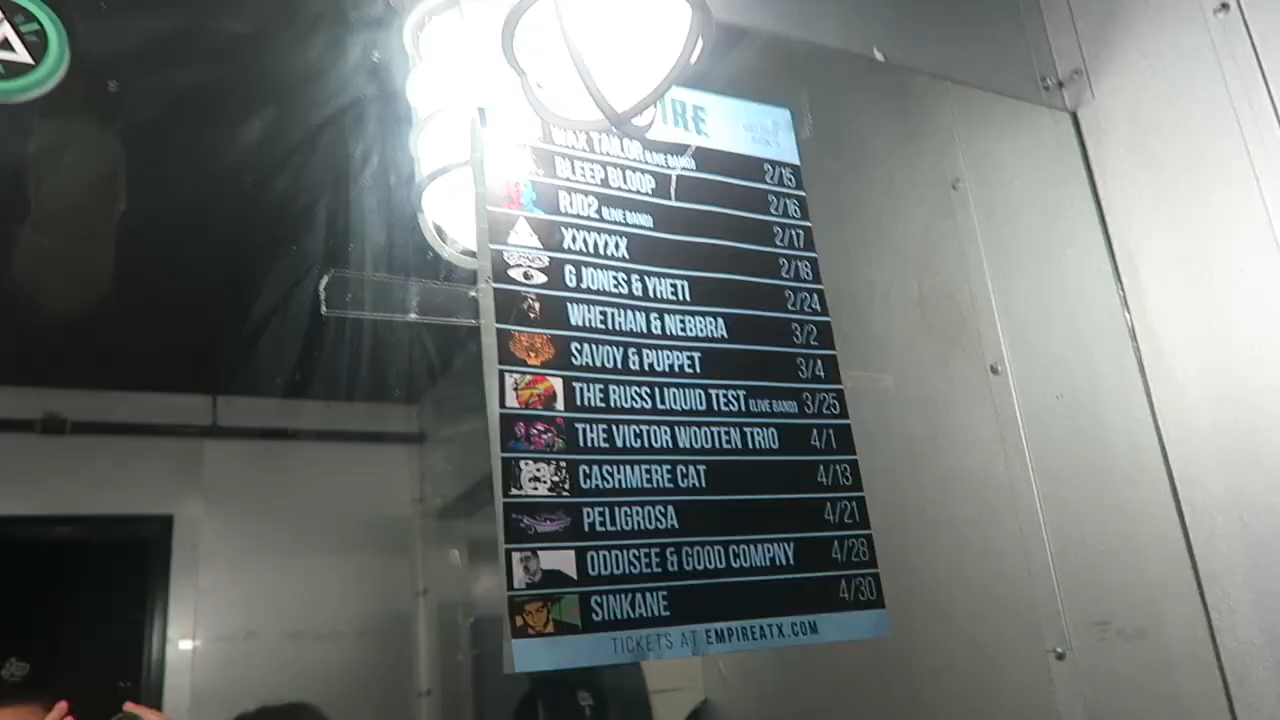 IRE
WAX TAILOR (LIVE BAND) 2/15
BLEEP BLOOP 2/16
RJD2 (LIVE BAND) 2/17
XXYYXX 2/18
G JONES & YHETI 2/24
WHETHAN & NEBBRA 3/2
SAVOY & PUPPET 3/4
THE RUSS LIQUID TEST (LIVE BAND) 3/25
THE VICTOR WOOTEN TRIO 4/1
CASHMERE CAT 4/13
PELIGROSA 4/21
ODDISEE & GOOD COMPNY 4/28
SINKANE 4/30
TICKETS AT EMPIREATX.COM